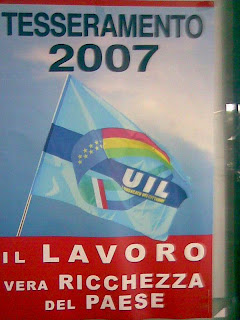 TESSERAMENTO
2007
UIL
IL LAVORO
VERA RICCHEZZA
DEL PAESE